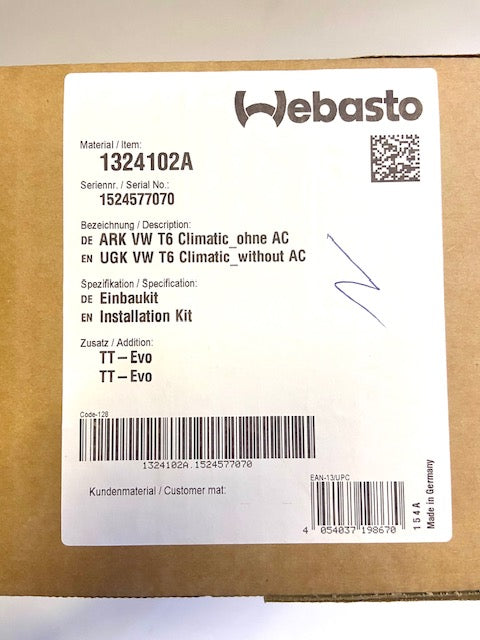 Webasto
Material / Item:
1324102A
Seriennr. / Serial No.:
1524577070
Bezeichnung / Description:
DE ARK VW T6 Climatic_ohne AC
EN UGK VW T6 Climatic_without AC
Spezifikation / Specification:
DE Einbaukit
EN Installation Kit
Zusatz / Addition:
TT-Evo
TT-Evo
Code-128
1324102A.1524577070
Kundenmaterial / Customer mat:
EAN-13/UPC
4 054037 198670
154A
Made in Germany